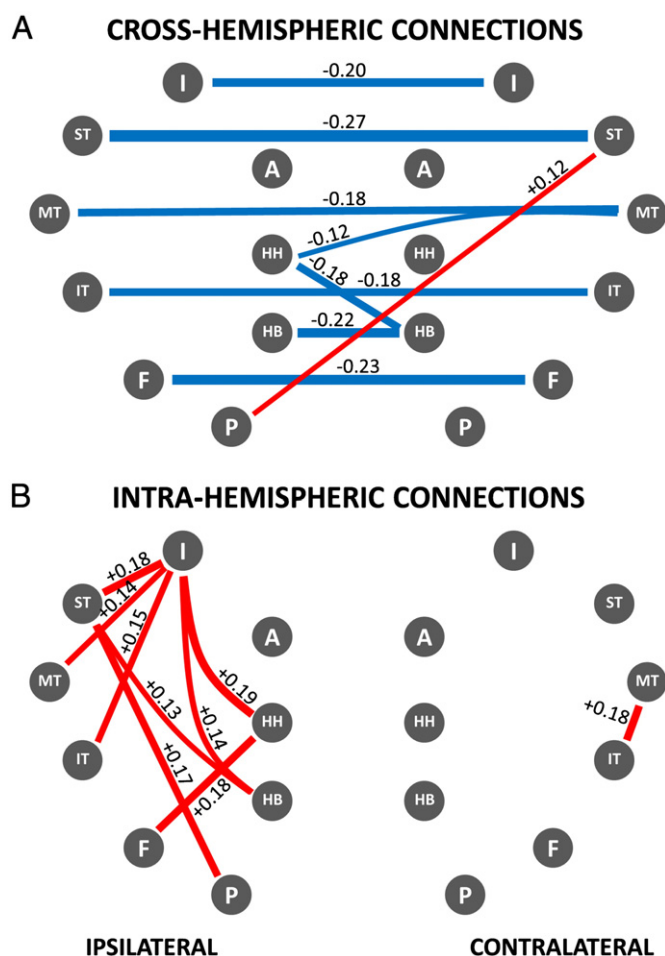 A CROSS-HEMISPHERIC CONNECTIONS
I -0.20 I
ST -0.27 ST
A A
+0.12
MT -0.18 MT
HH -0.12 HH
-0.18
IT -0.18 IT
HB -0.22 HB
F -0.23 F
P P
B INTRA-HEMISPHERIC CONNECTIONS
I I
+0.18
ST ST
+0.14
A A
+0.15
MT MT
+0.19
+0.13
HH HH
+0.18
+0.14
+0.17
IT IT
+0.18
HB HB
F F
P P
IPSILATERAL CONTRALATERAL